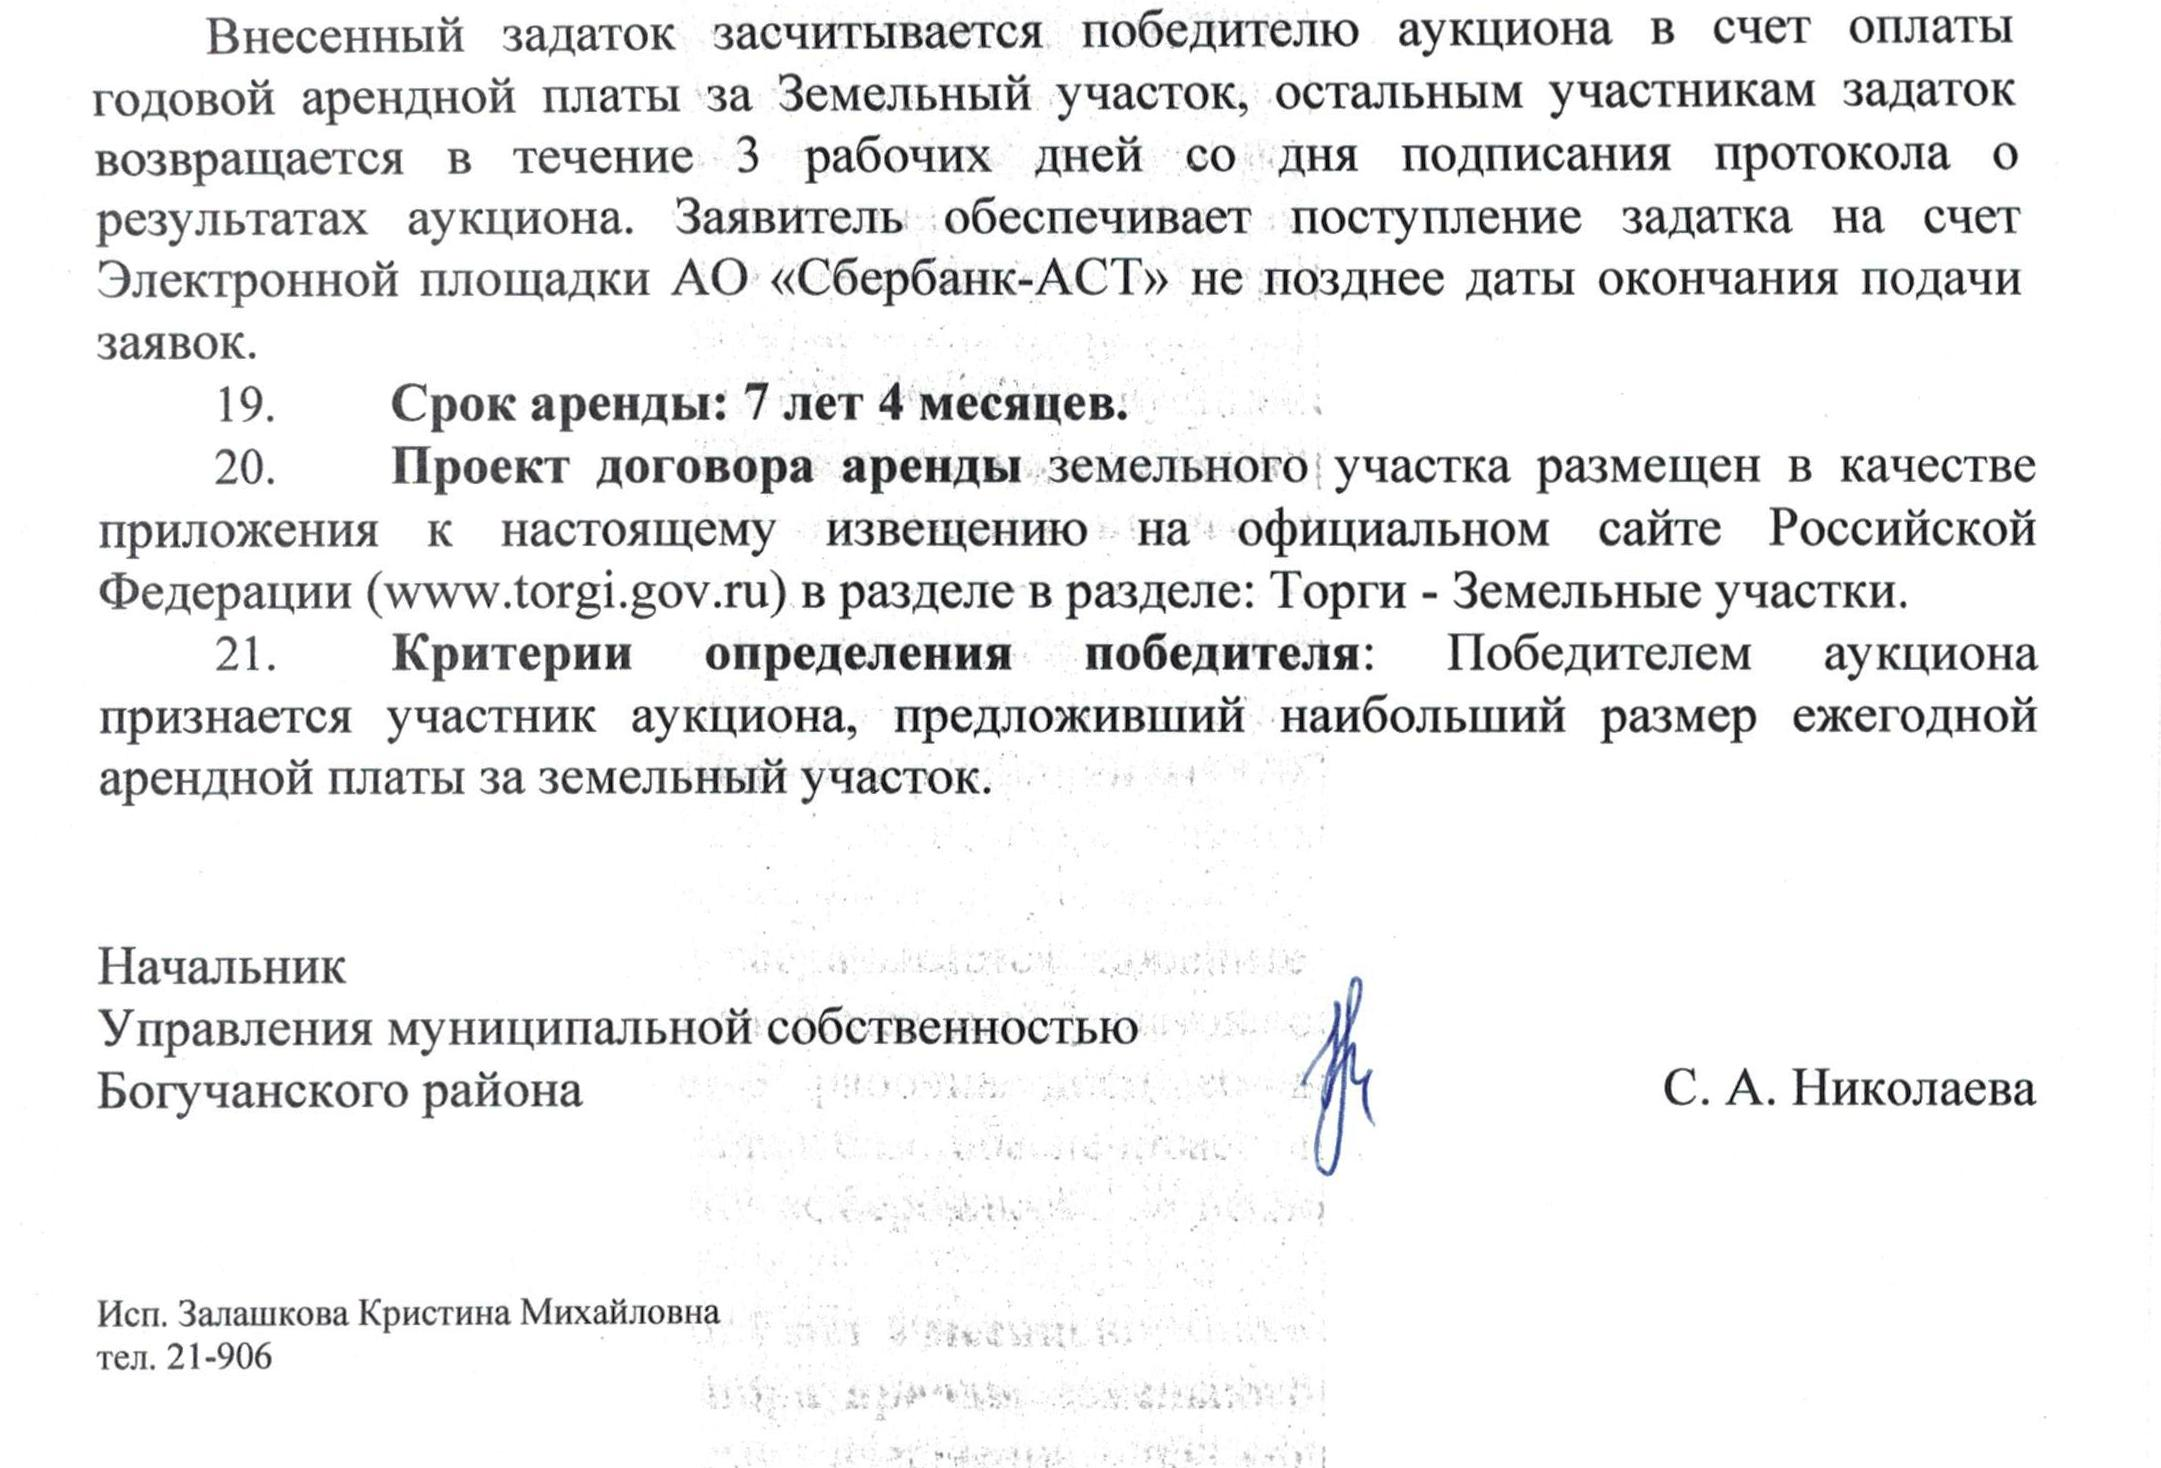 Внесенный задаток засчитывается победителю аукциона в счет оплаты
годовой арендной платы за Земельный участок, остальным участникам задаток
возвращается в течение 3 рабочих дней со дня подписания протокола о
результатах аукциона. Заявитель обеспечивает поступление задатка на счет
Электронной площадки АО «Сбербанк-АСТ» не позднее даты окончания подачи
заявок.
19. Срок аренды: 7 лет 4 месяцев.
20. Проект договора аренды земельного участка размещен в качестве
приложения к настоящему извещению на официальном сайте Российской
Федерации (www.torgi.gov.ru) в разделе в разделе: Торги - Земельные участки.
21. Критерии определения победителя: Победителем аукциона
признается участник аукциона, предложивший наибольший размер ежегодной
арендной платы за земельный участок.
Начальник
Управления муниципальной собственностью
Богучанского района С. А. Николаева
Исп. Залашкова Кристина Михайловна
тел. 21-906